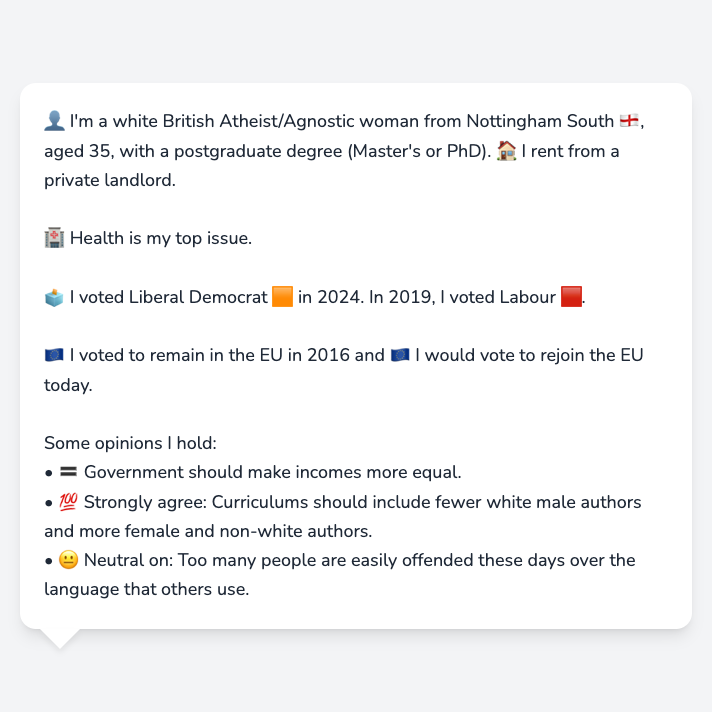 👤 I'm a white British Atheist/Agnostic woman from Nottingham South 🏴󠁧󠁢󠁥󠁮󠁧󠁿,
aged 35, with a postgraduate degree (Master's or PhD). 🏠 I rent from a
private landlord.
🏥 Health is my top issue.
🗳️ I voted Liberal Democrat 🟧 in 2024. In 2019, I voted Labour 🟥.
🇪🇺 I voted to remain in the EU in 2016 and 🇪🇺 I would vote to rejoin the EU
today.
Some opinions I hold:
• 🟰 Government should make incomes more equal.
• 💯 Strongly agree: Curriculums should include fewer white male authors
and more female and non-white authors.
• 😐 Neutral on: Too many people are easily offended these days over the
language that others use.